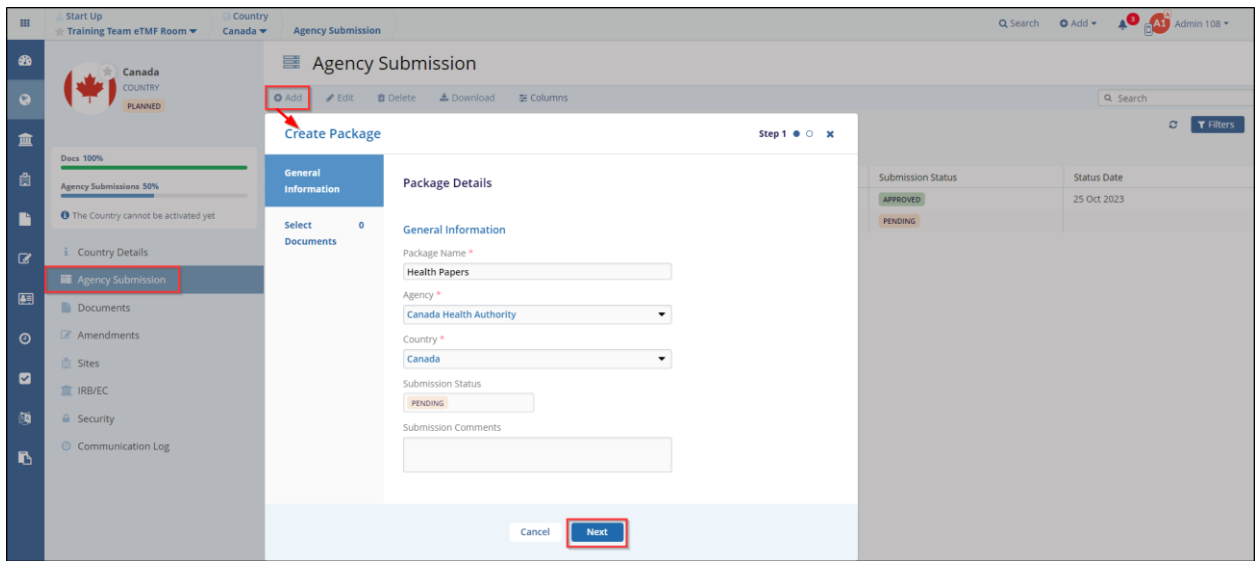 Start Up
Training Team eTMF Room
Country
Canada
Agency Submission
Search
Add
3
A1
Admin 108
Canada
COUNTRY
PLANNED
Docs 100%
Agency Submissions 50%
The Country cannot be activated yet
Country Details
Agency Submission
Documents
Amendments
Sites
IRB/EC
Security
Communication Log
Agency Submission
Add
Edit
Delete
Download
Columns
Search
Filters
Submission Status
Status Date
APPROVED
25 Oct 2023
PENDING
Create Package
Step 1
General
Information
Select 0
Documents
Package Details
General Information
Package Name *
Health Papers
Agency *
Canada Health Authority
Country *
Canada
Submission Status
PENDING
Submission Comments
Cancel
Next